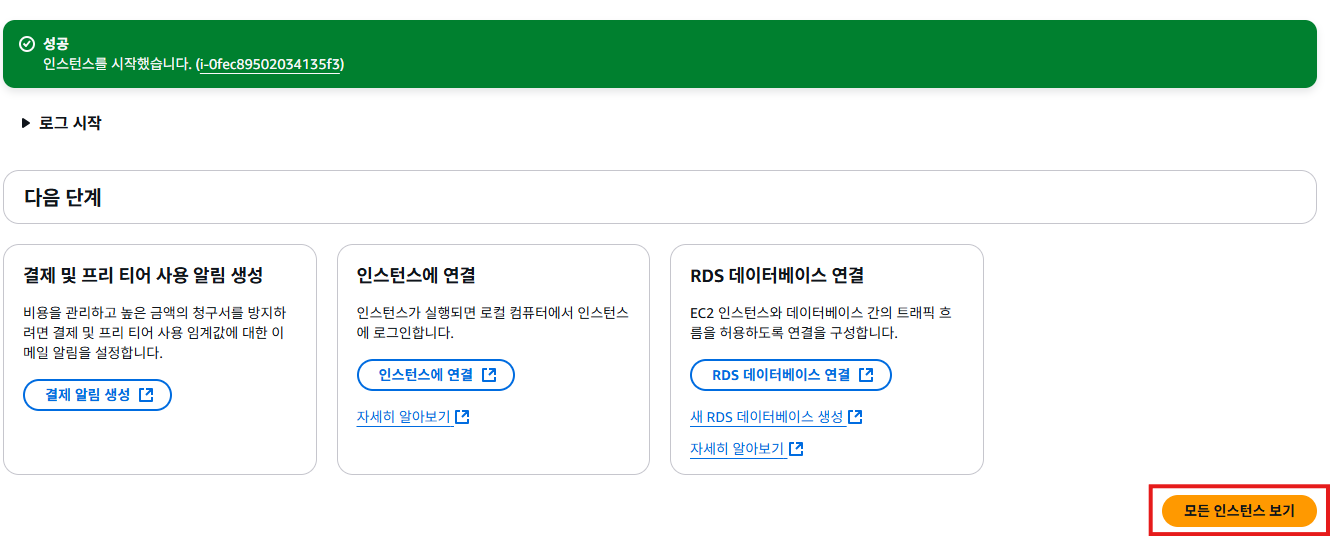 성공
인스턴스를 시작했습니다. (i-0fec89502034135f3)
로그 시작
다음 단계
결제 및 프리 티어 사용 알림 생성
비용을 관리하고 높은 금액의 청구서를 방지하
려면 결제 및 프리 티어 사용 임계값에 대한 이
메일 알림을 설정합니다.
결제 알림 생성
인스턴스에 연결
인스턴스가 실행되면 로컬 컴퓨터에서 인스턴스
에 로그인합니다.
인스턴스에 연결
자세히 알아보기
RDS 데이터베이스 연결
EC2 인스턴스와 데이터베이스 간의 트래픽 흐
름을 허용하도록 연결을 구성합니다.
RDS 데이터베이스 연결
새 RDS 데이터베이스 생성
자세히 알아보기
모든 인스턴스 보기